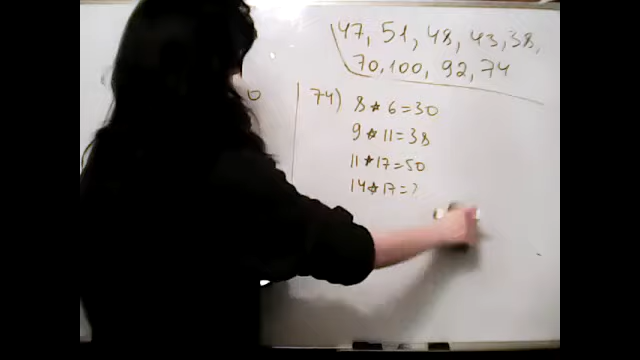 47, 51, 48, 43, 38,
70, 100, 92, 74
0
74) 8 * 6 = 30
9 * 11 = 38
11 * 17 = 50
14 * 17 = ?